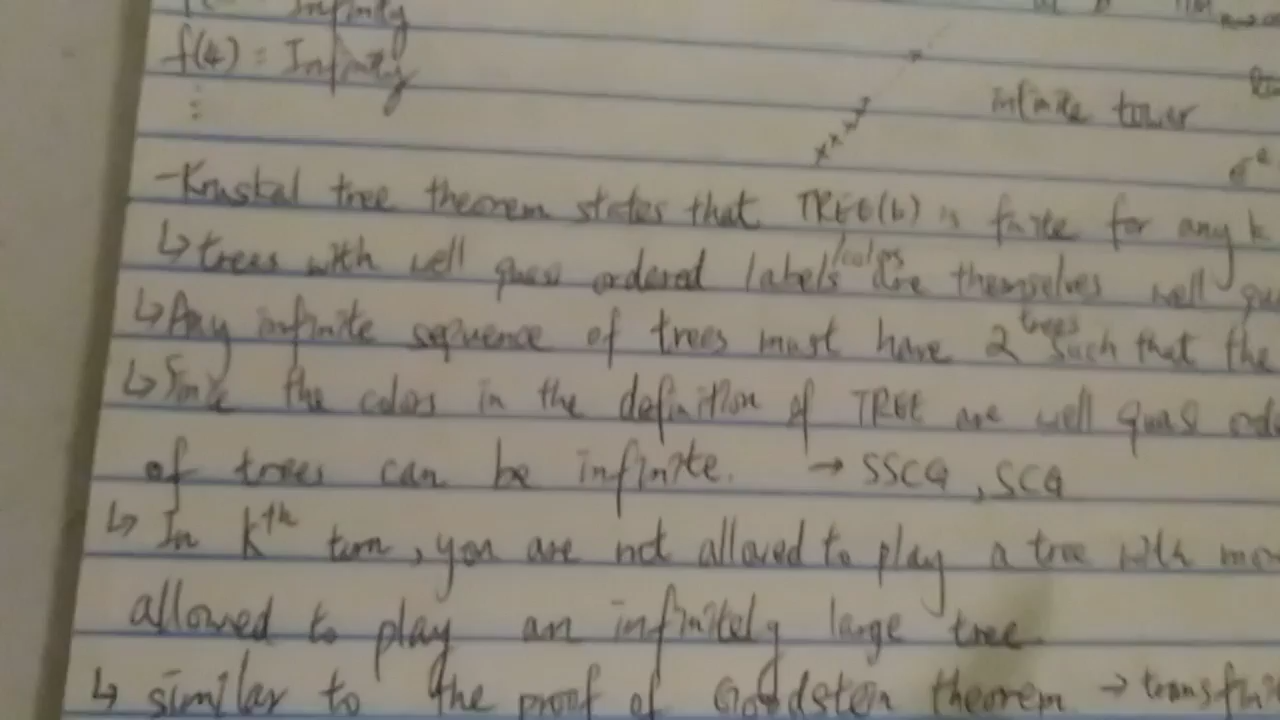 Infinity
f(4) = Infinity
⋮
infinite tower
- Kruskal tree theorem states that TREE(k) is finite for any k
↳ trees with well quasi ordered labels/colors are themselves well
↳ Any infinite sequence of trees must have 2 trees such that the
↳ Since the colors in the definition of TREE are well quasi
of trees can be infinite. → SSCG, SCG
↳ In kth turn, you are not allowed to play a tree with
allowed to play an infinitely large tree
↳ similar to the proof of Goodstein theorem →